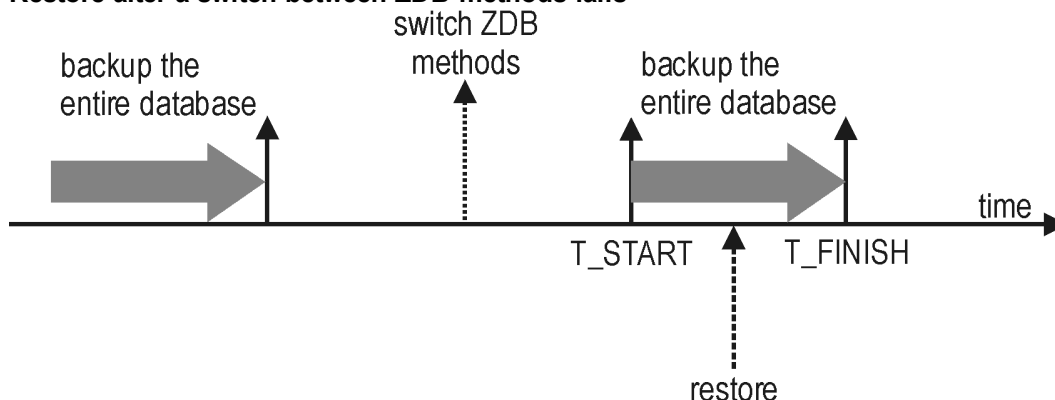 Restore after a switch between ZDB methods fails
switch ZDB
methods
backup the
entire database
backup the
entire database
time
T_START
T_FINISH
restore